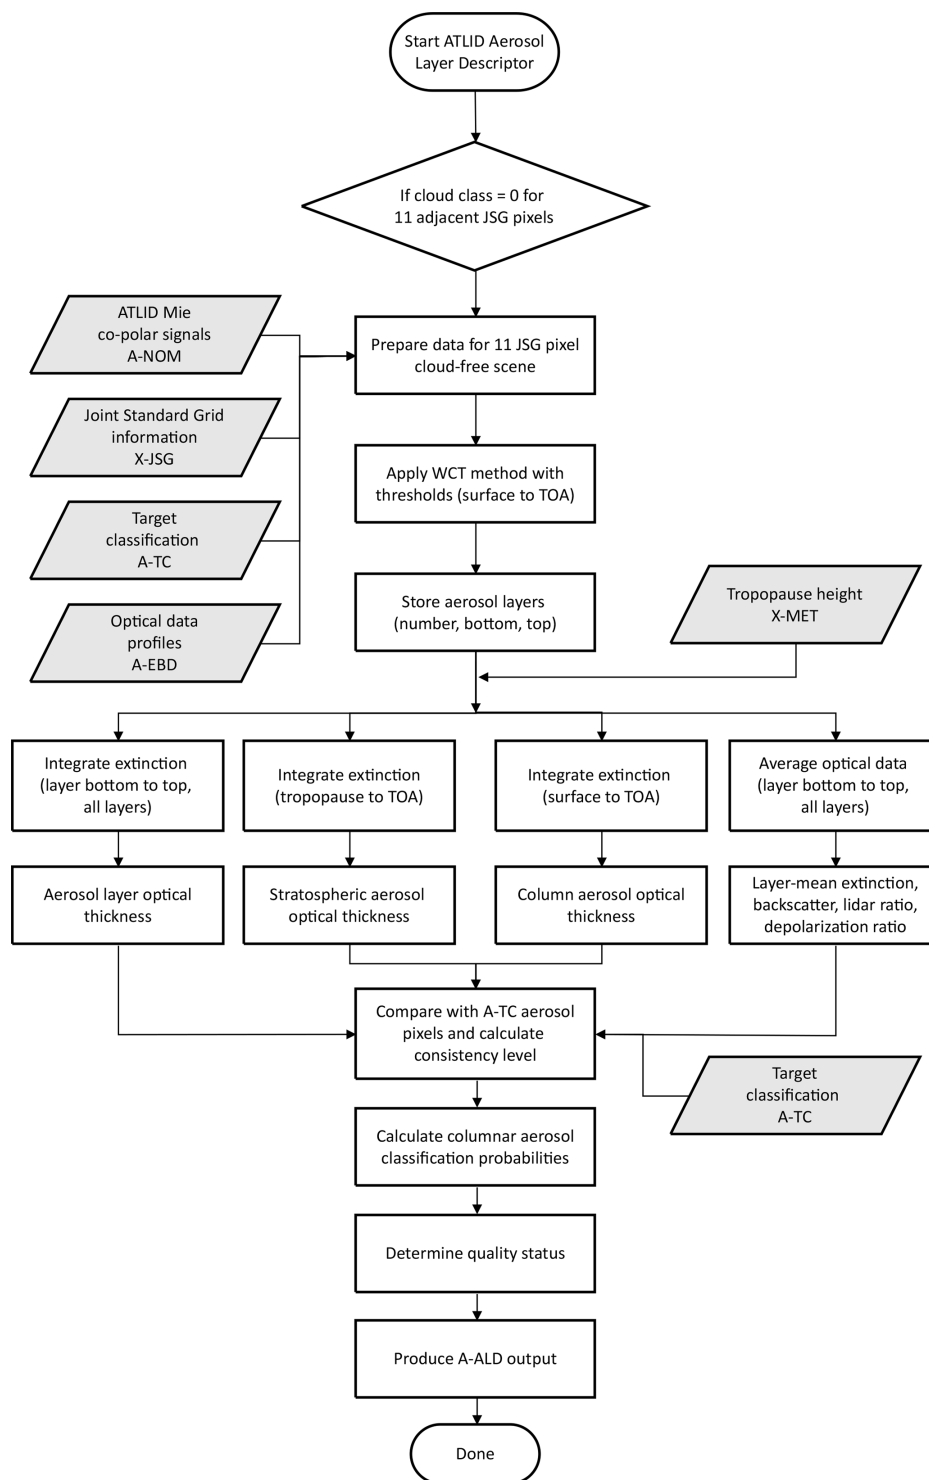 Start ATLID Aerosol
Layer Descriptor
If cloud class = 0 for
11 adjacent JSG pixels
ATLID Mie
co-polar signals
A-NOM
Prepare data for 11 JSG pixel
cloud-free scene
Joint Standard Grid
information
X-JSG
Apply WCT method with
thresholds (surface to TOA)
Target
classification
A-TC
Store aerosol layers
(number, bottom, top)
Tropopause height
X-MET
Optical data
profiles
A-EBD
Integrate extinction
(layer bottom to top,
all layers)
Integrate extinction
(tropopause to TOA)
Integrate extinction
(surface to TOA)
Average optical data
(layer bottom to top,
all layers)
Aerosol layer optical
thickness
Stratospheric aerosol
optical thickness
Column aerosol optical
thickness
Layer-mean extinction,
backscatter, lidar ratio,
depolarization ratio
Compare with A-TC aerosol
pixels and calculate
consistency level
Target
classification
A-TC
Calculate columnar aerosol
classification probabilities
Determine quality status
Produce A-ALD output
Done